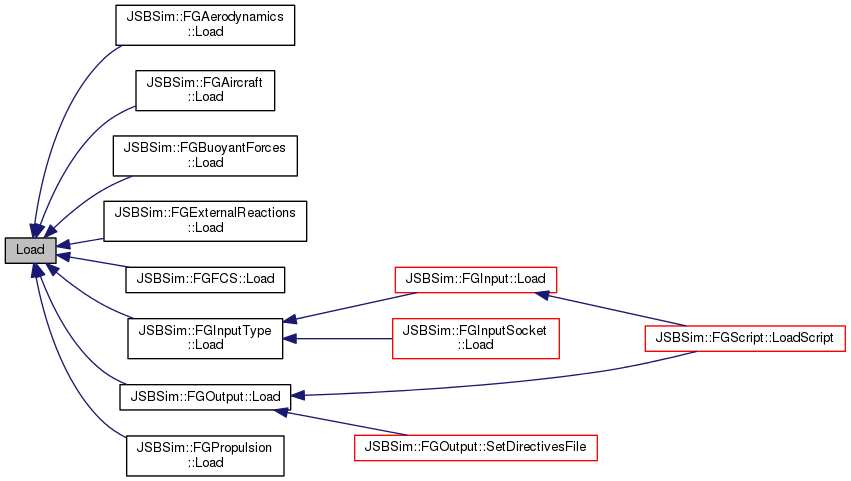 JSBSim::FGAerodynamics
::Load
JSBSim::FGAircraft
::Load
JSBSim::FGBuoyantForces
::Load
JSBSim::FGExternalReactions
::Load
Load
JSBSim::FGFCS::Load
JSBSim::FGInput::Load
JSBSim::FGInputType
::Load
JSBSim::FGInputSocket
::Load
JSBSim::FGScript::LoadScript
JSBSim::FGOutput::Load
JSBSim::FGPropulsion
::Load
JSBSim::FGOutput::SetDirectivesFile